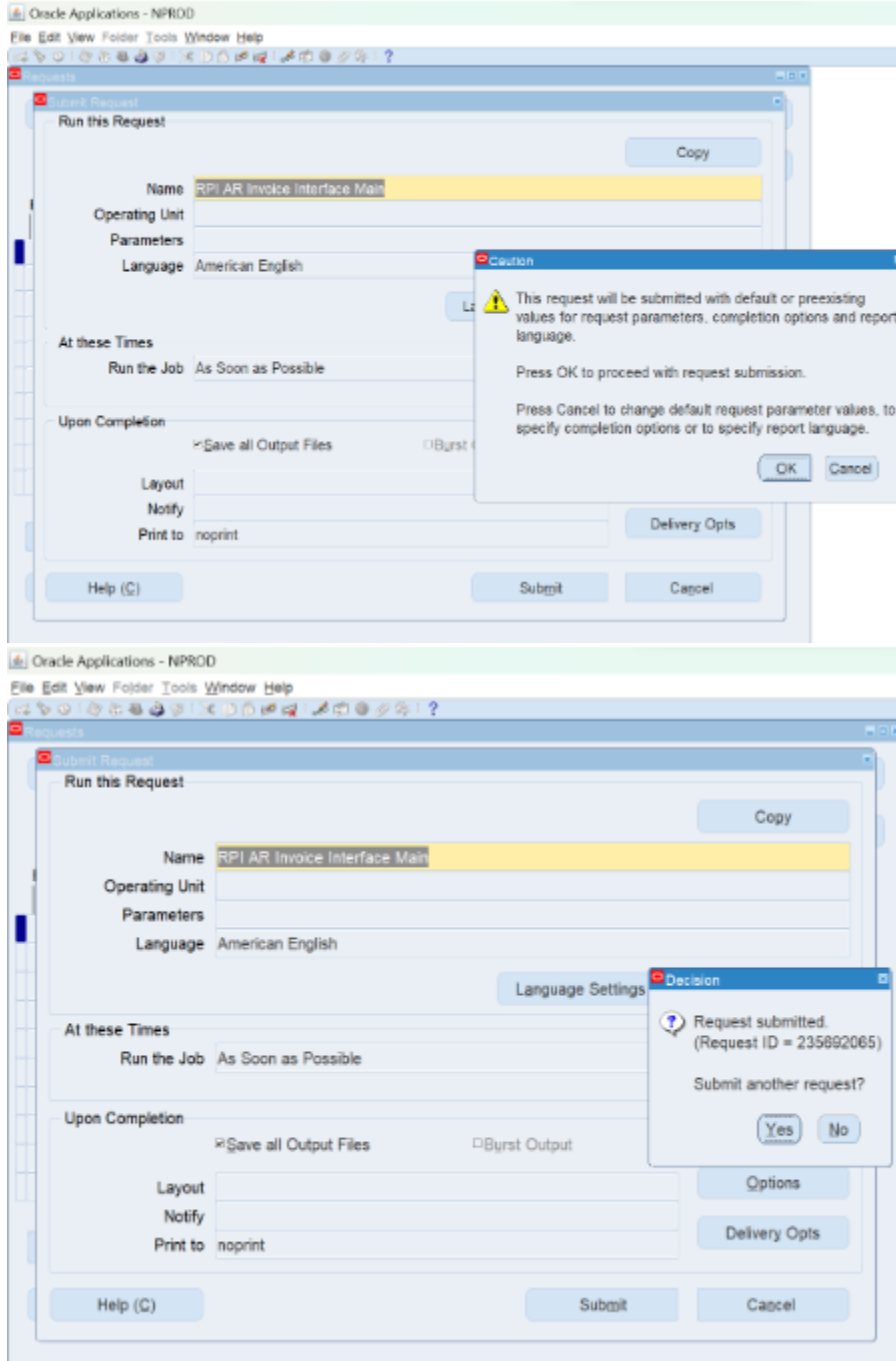 Oracle Applications - NPROD
File Edit View Folder Tools Window Help
Requests
Submit Request
Run this Request
Copy
Name RPI AR Invoice Interface Main
Operating Unit
Parameters
Language American English
Caution
This request will be submitted with default or preexisting
values for request parameters, completion options and report
language.
Press OK to proceed with request submission.
Press Cancel to change default request parameter values, to
specify completion options or to specify report language.
OK Cancel
At these Times
Run the Job As Soon as Possible
Upon Completion
Save all Output Files
Layout
Notify
Print to noprint
Delivery Opts
Help (C) Submit Cancel
Oracle Applications - NPROD
File Edit View Folder Tools Window Help
Requests
Submit Request
Run this Request
Copy
Name RPI AR Invoice Interface Main
Operating Unit
Parameters
Language American English
Language Settings
Decision
Request submitted.
(Request ID = 235692065)
Submit another request?
Yes No
At these Times
Run the Job As Soon as Possible
Upon Completion
Save all Output Files Burst Output
Options
Layout
Notify
Print to noprint
Delivery Opts
Help (C) Submit Cancel